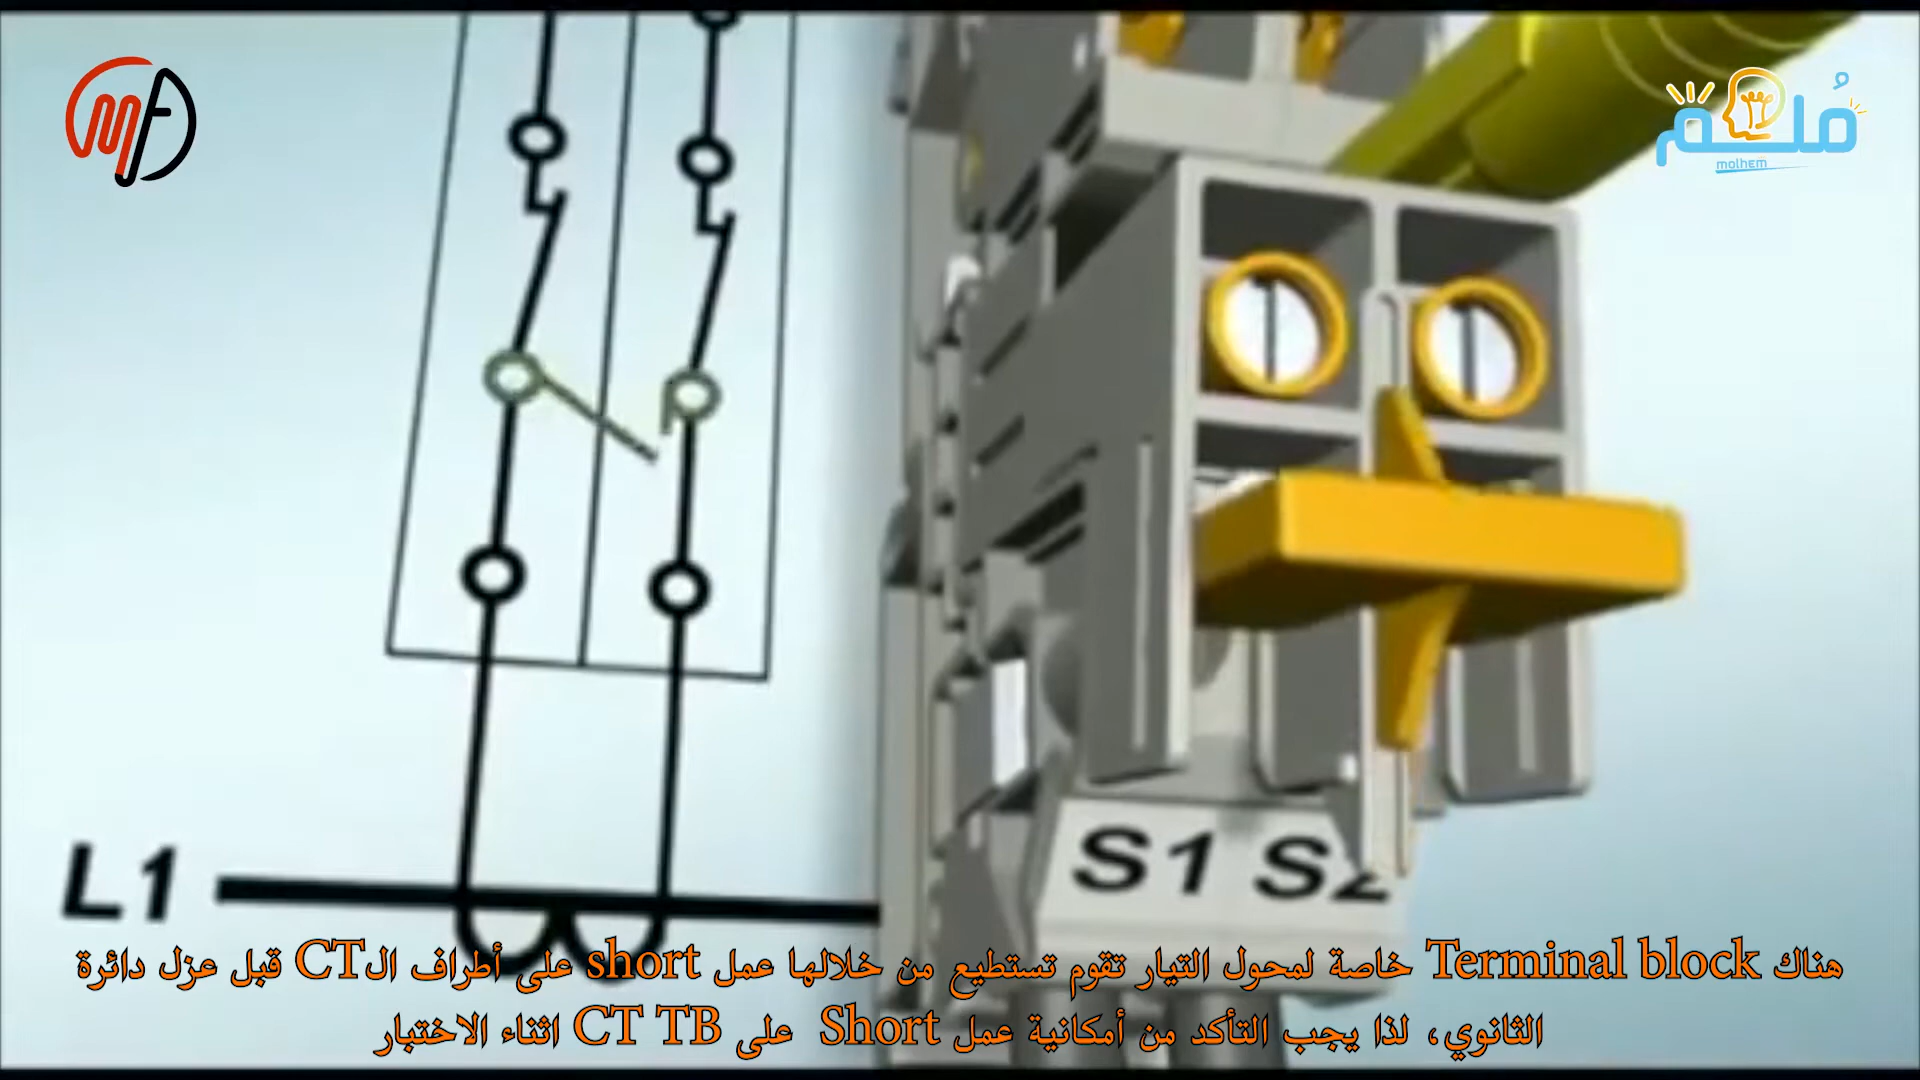 مُلهم
molhem
L1
S1 S2
هناك Terminal block خاصة لمحول التيار تقوم تستطيع من خلالها عمل short على أطراف الCT قبل عزل دائرة
الثانوي، لذا يجب التأكد من أمكانية عمل Short على CT TB اثناء الاختبار